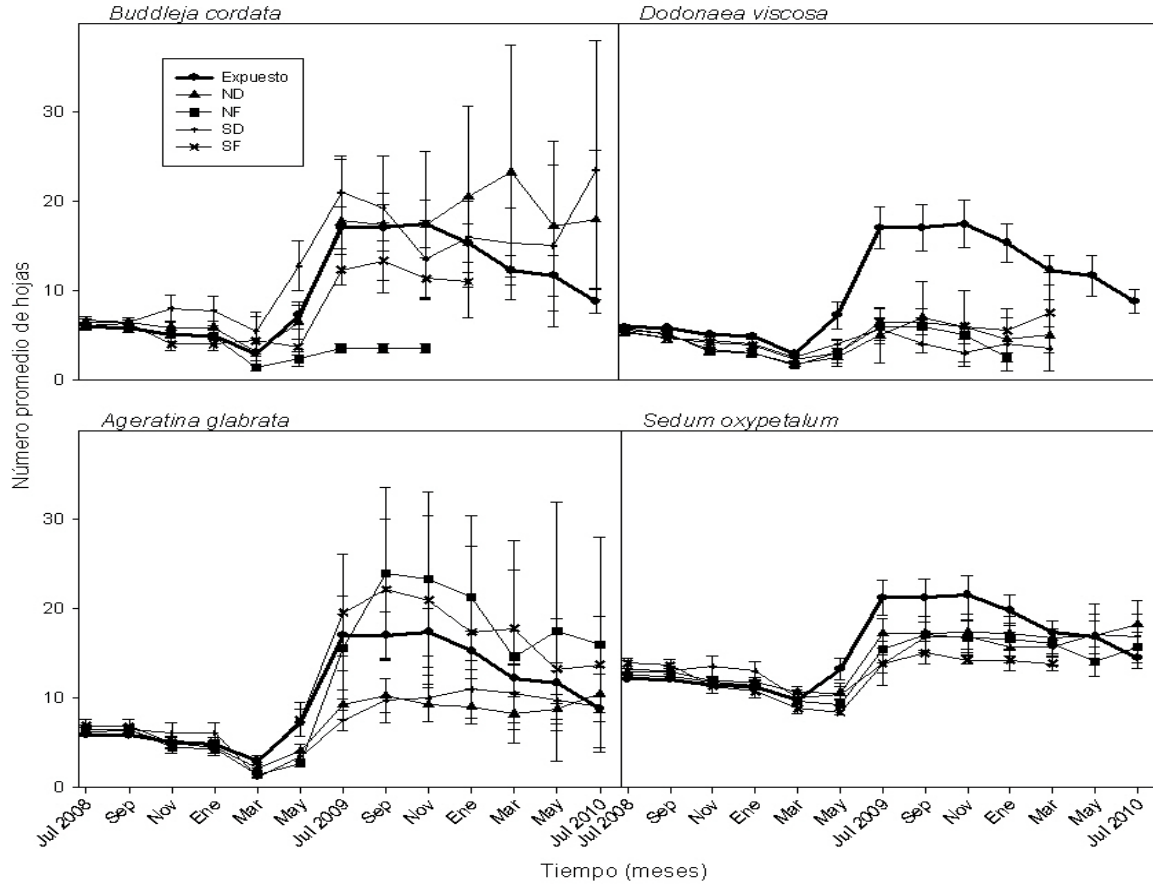 Buddleja cordata
Dodonaea viscosa
Expuesto
ND
NF
SD
SF
30
20
10
0
Número promedio de hojas
Ageratina glabrata
Sedum oxypetalum
30
20
10
0
Jul 2008 Sep Nov Ene Mar May Jul 2009 Sep Nov Ene Mar May Jul 2010
Jul 2008 Sep Nov Ene Mar May Jul 2009 Sep Nov Ene Mar May Jul 2010
Tiempo (meses)